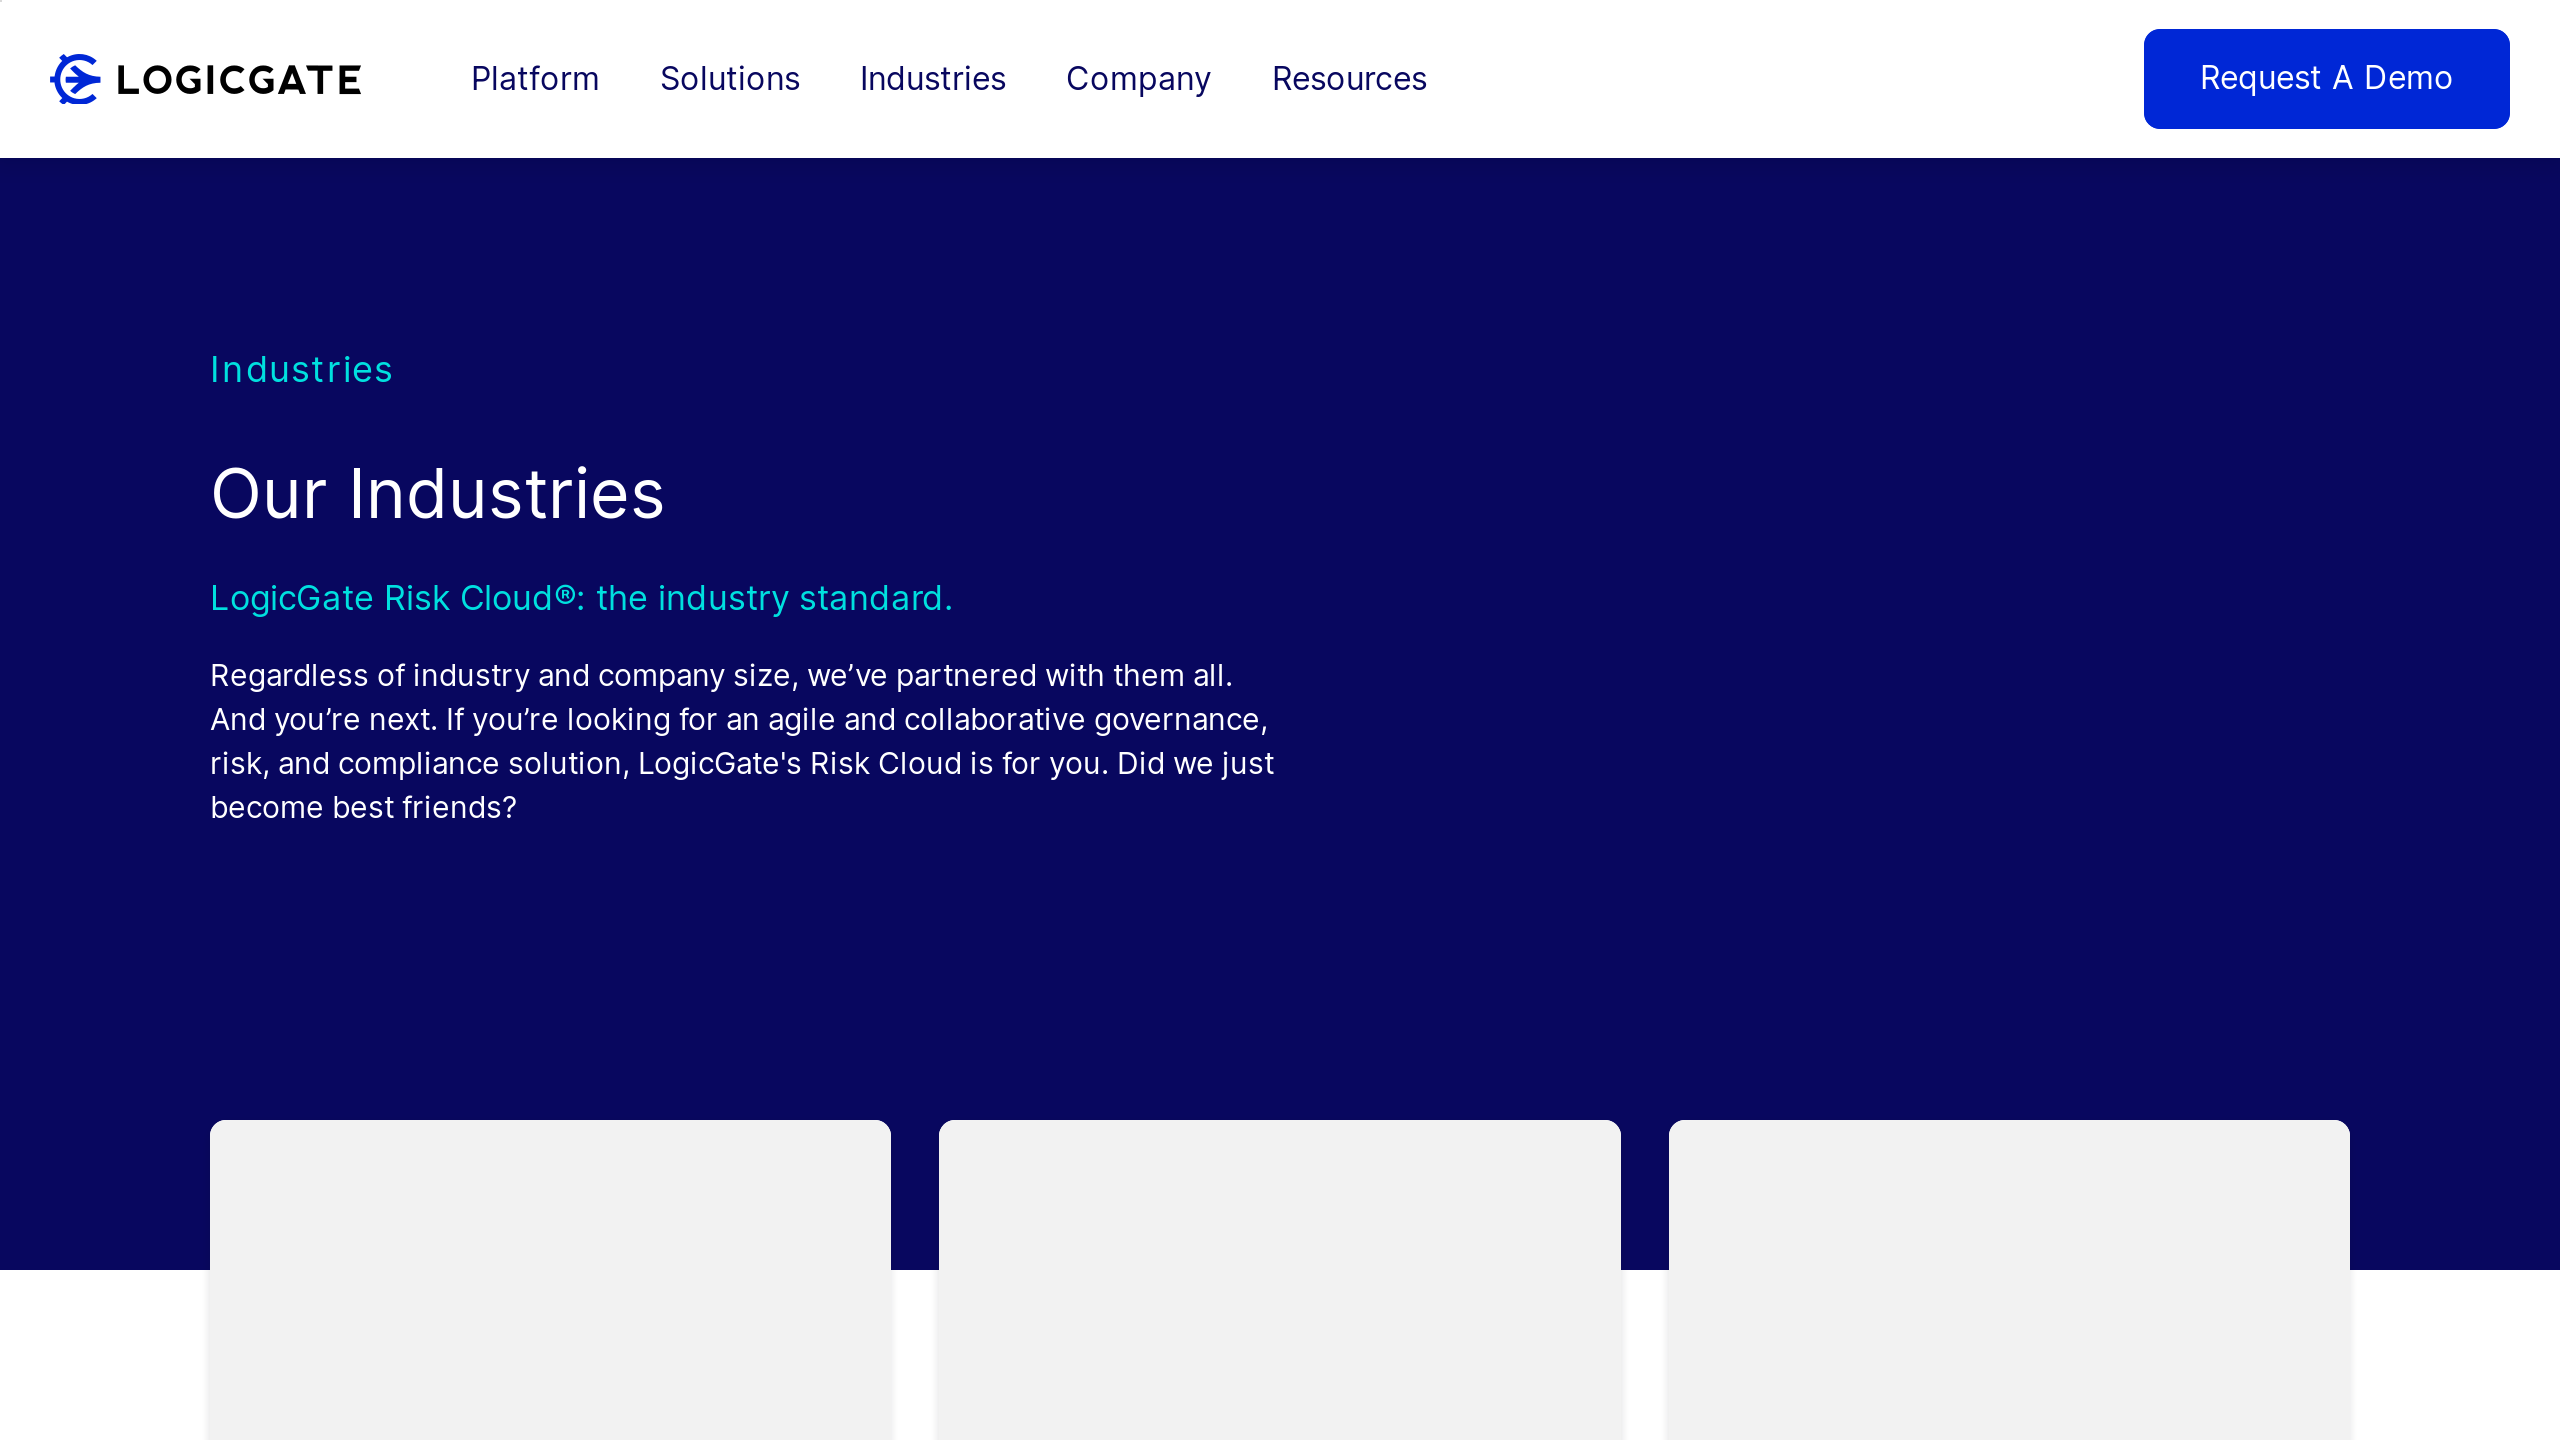 LOGICGATE
Platform
Solutions
Industries
Company
Resources
Request A Demo
Industries
Our Industries
LogicGate Risk Cloud®: the industry standard.
Regardless of industry and company size, we’ve partnered with them all.
And you’re next. If you’re looking for an agile and collaborative governance,
risk, and compliance solution, LogicGate's Risk Cloud is for you. Did we just
become best friends?